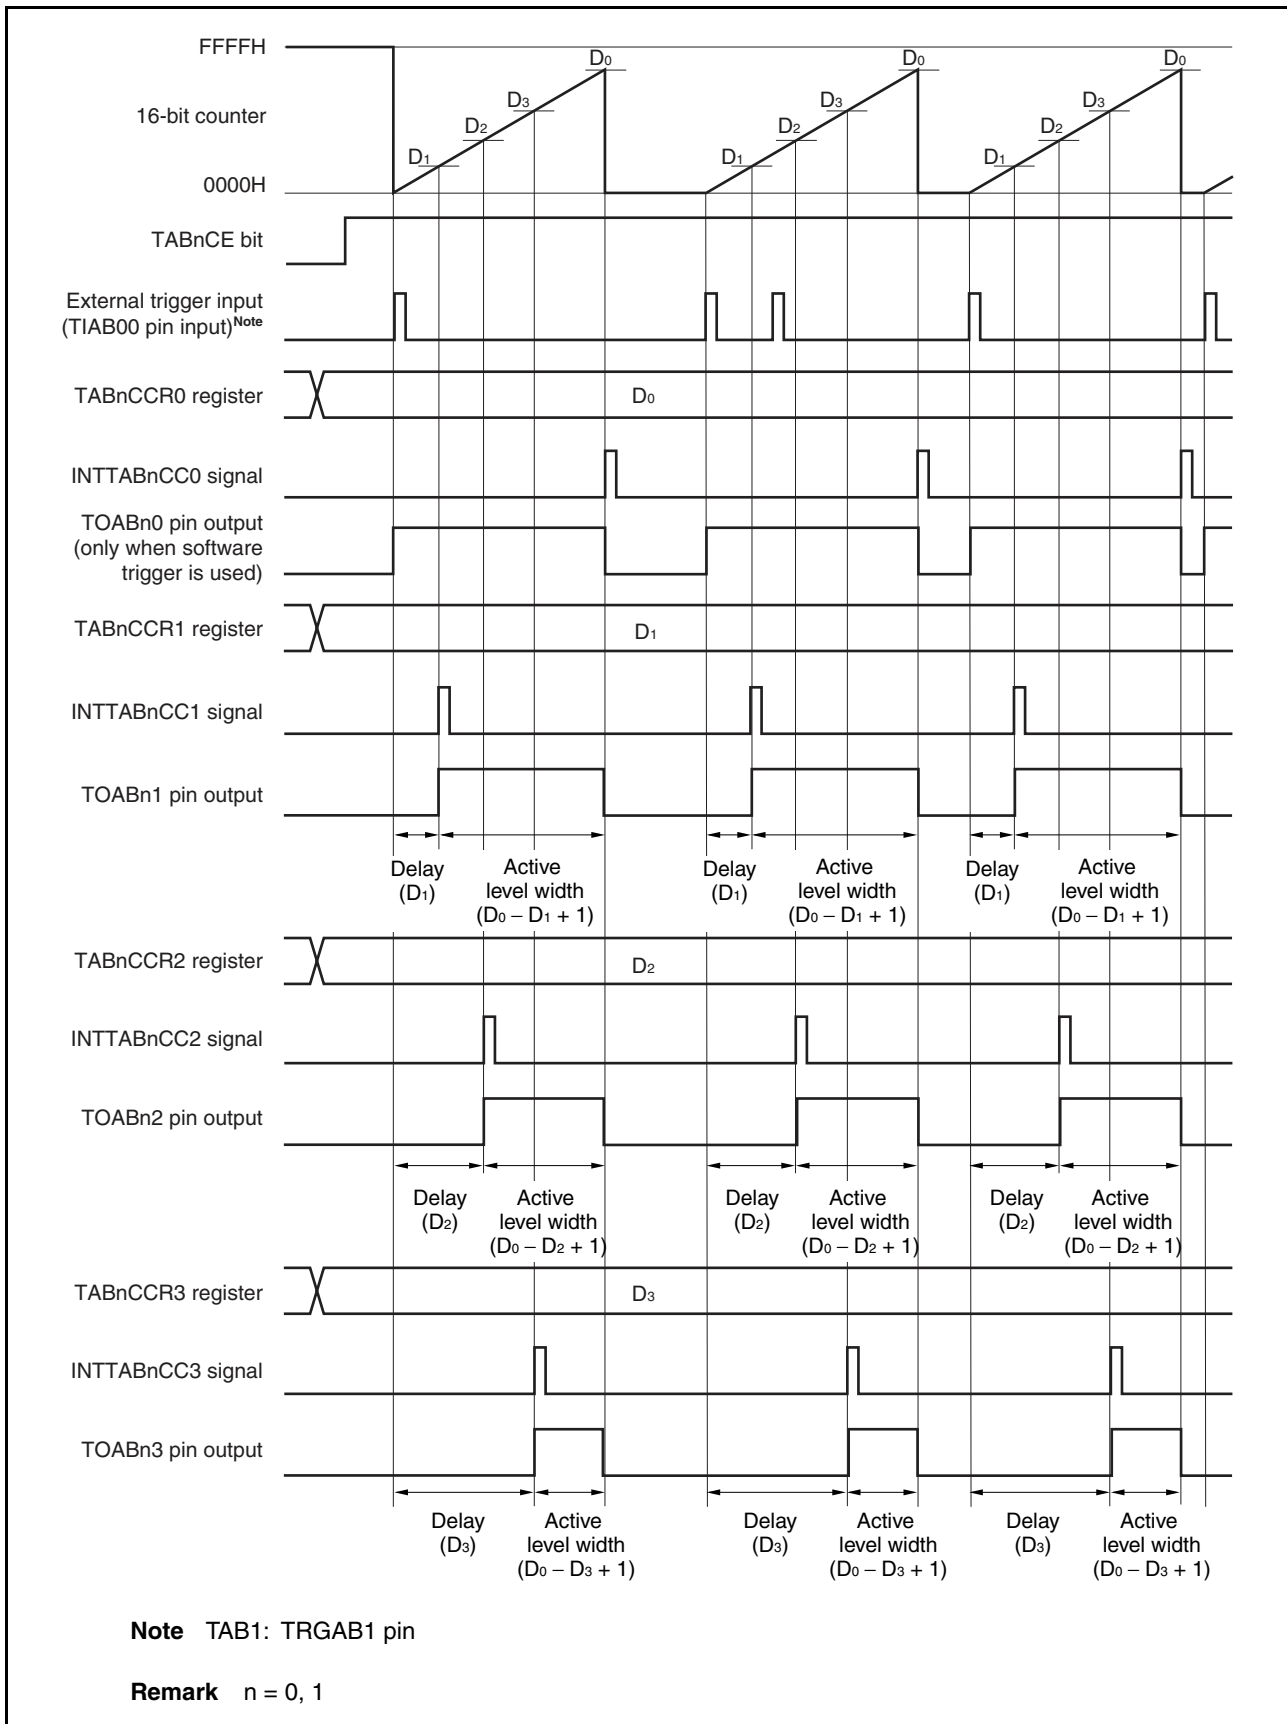 FFFFH
D0 D0 D0
16-bit counter
D3 D3 D3
D2 D2 D2
D1 D1 D1
0000H
TABnCE bit
External trigger input
(TIAB00 pin input)Note
TABnCCR0 register
D0
INTTABnCC0 signal
TOABn0 pin output
(only when software
trigger is used)
TABnCCR1 register
D1
INTTABnCC1 signal
TOABn1 pin output
Delay
(D1)
Active
level width
(D0 – D1 + 1)
Delay
(D1)
Active
level width
(D0 – D1 + 1)
Delay
(D1)
Active
level width
(D0 – D1 + 1)
TABnCCR2 register
D2
INTTABnCC2 signal
TOABn2 pin output
Delay
(D2)
Active
level width
(D0 – D2 + 1)
Delay
(D2)
Active
level width
(D0 – D2 + 1)
Delay
(D2)
Active
level width
(D0 – D2 + 1)
TABnCCR3 register
D3
INTTABnCC3 signal
TOABn3 pin output
Delay
(D3)
Active
level width
(D0 – D3 + 1)
Delay
(D3)
Active
level width
(D0 – D3 + 1)
Delay
(D3)
Active
level width
(D0 – D3 + 1)
Note TAB1: TRGAB1 pin
Remark n = 0, 1